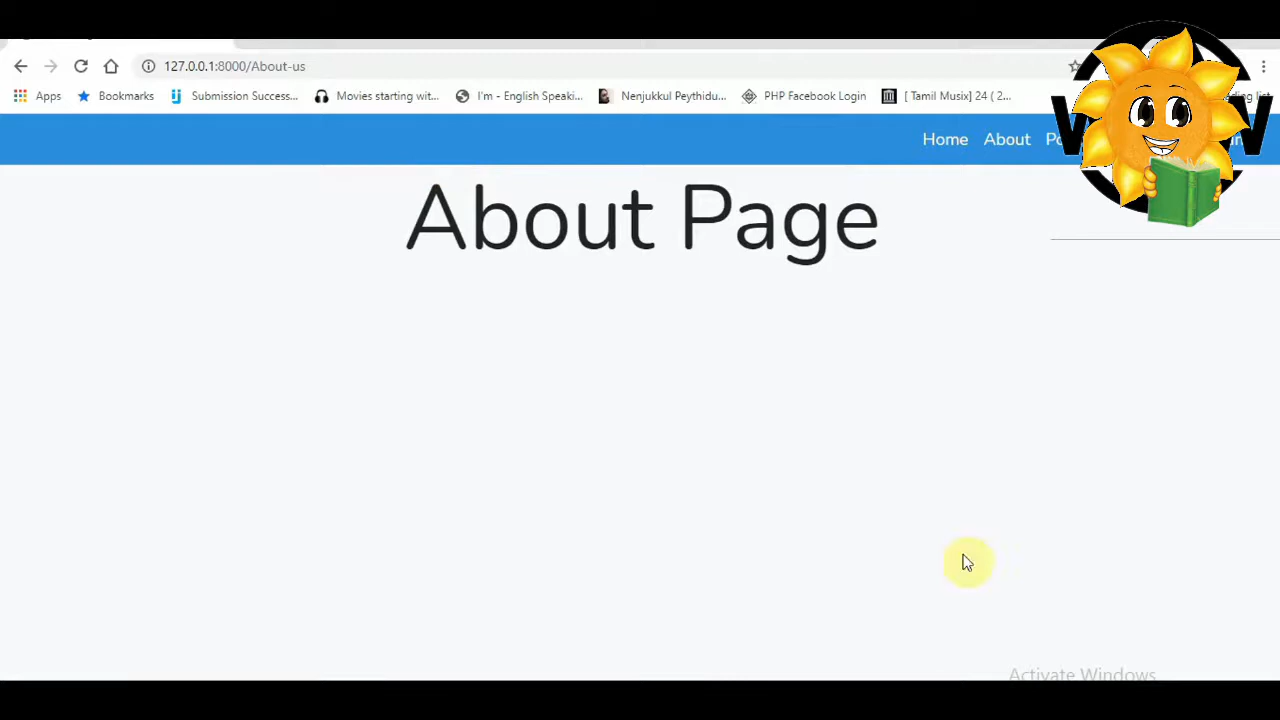 127.0.0.1:8000/About-us
Apps Bookmarks Submission Success... Movies starting wit... I'm - English Speaki... Nenjukkul Peythidu... PHP Facebook Login [ Tamil Musix] 24 ( 2...
Home About
About Page
Activate Windows